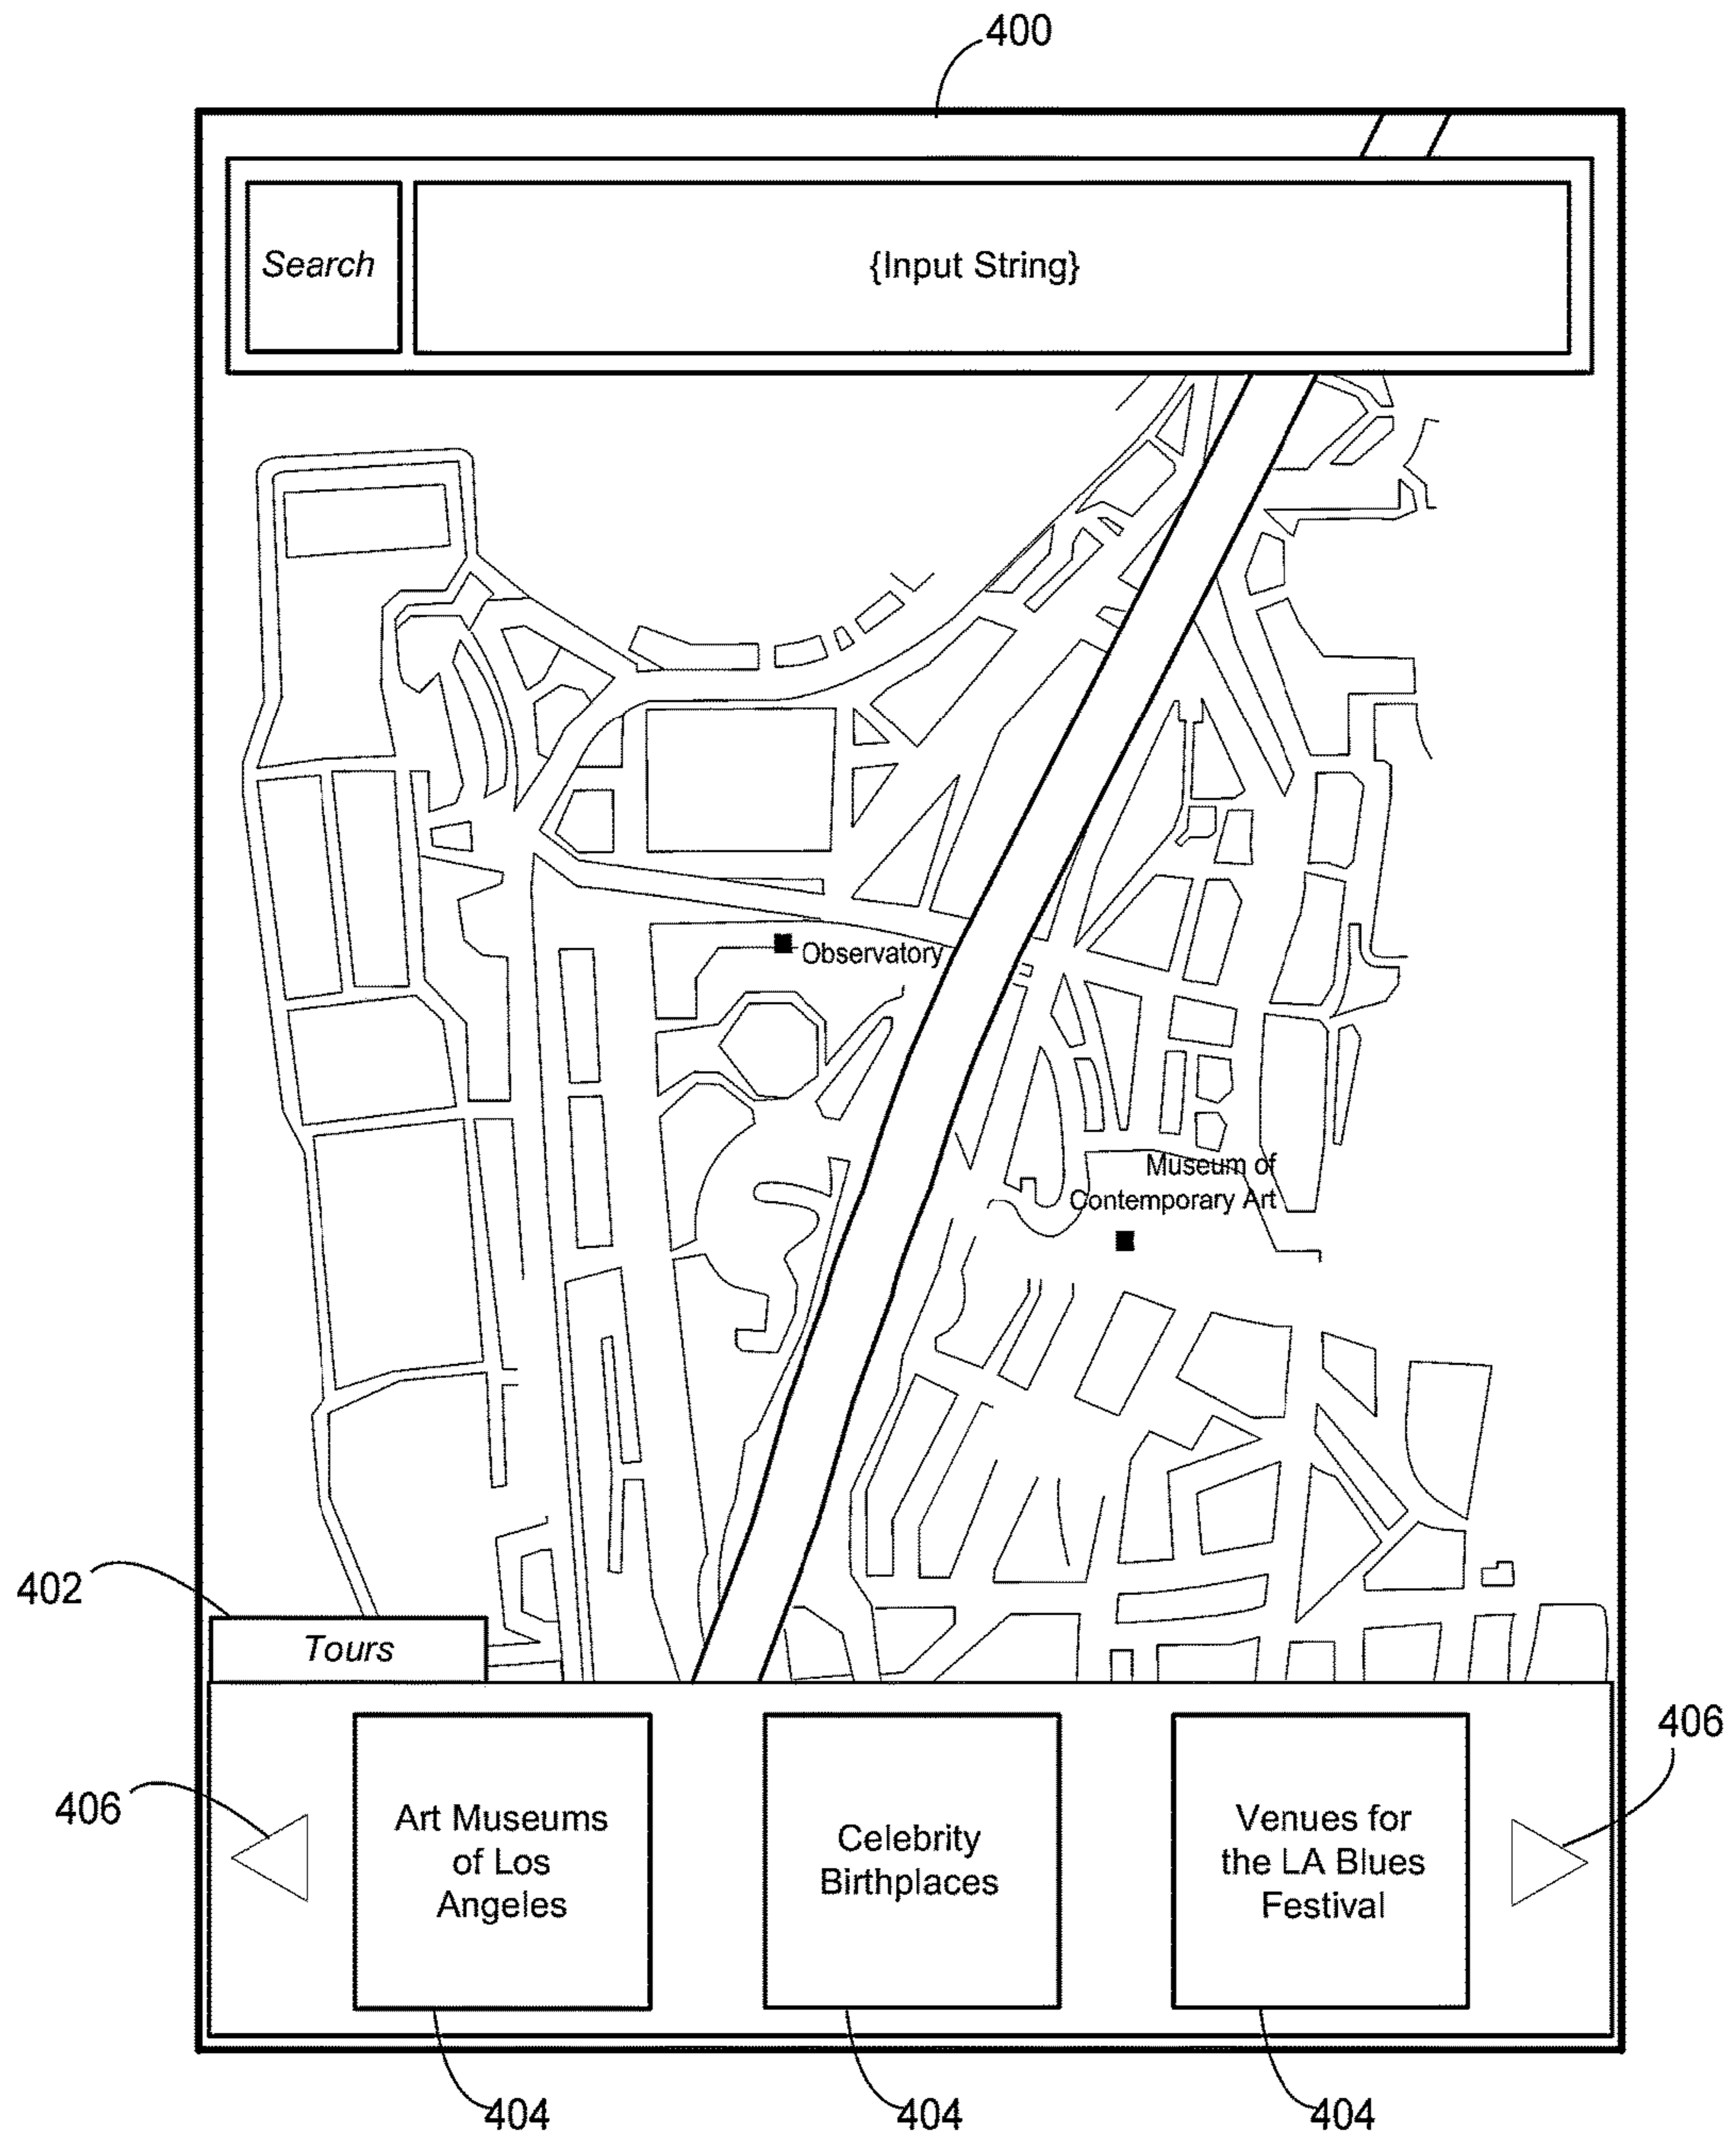 400
Search
{Input String}
Observatory
Museum of
Contemporary Art
402
Tours
406
406
Art Museums
of Los
Angeles
Celebrity
Birthplaces
Venues for
the LA Blues
Festival
404
404
404